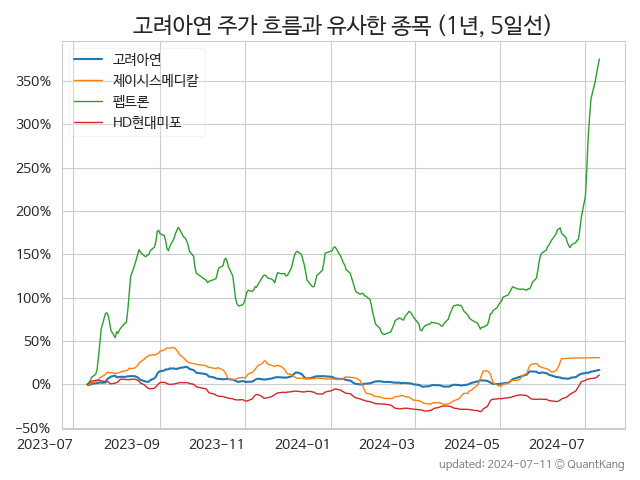 고려아연 주가 흐름과 유사한 종목 (1년, 5일선)
고려아연
제이시스메디칼
펩트론
HD현대미포
350%
300%
250%
200%
150%
100%
50%
0%
−50%
2023-07 2023-09 2023-11 2024-01 2024-03 2024-05 2024-07
updated: 2024-07-11 © QuantKang